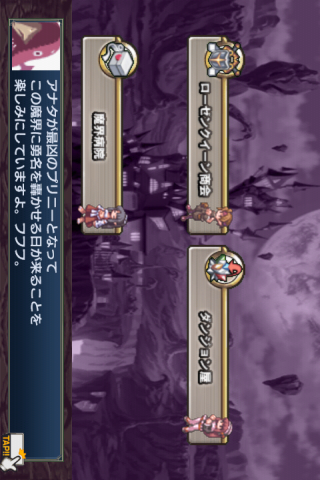 ローゼンクイーン商会
ダンジョン屋
魔界病院
アナタが最凶のプリニーとなって
この魔界に勇名を轟かせる日が来ることを
楽しみにしていますよ。フフフ。
TAP!!